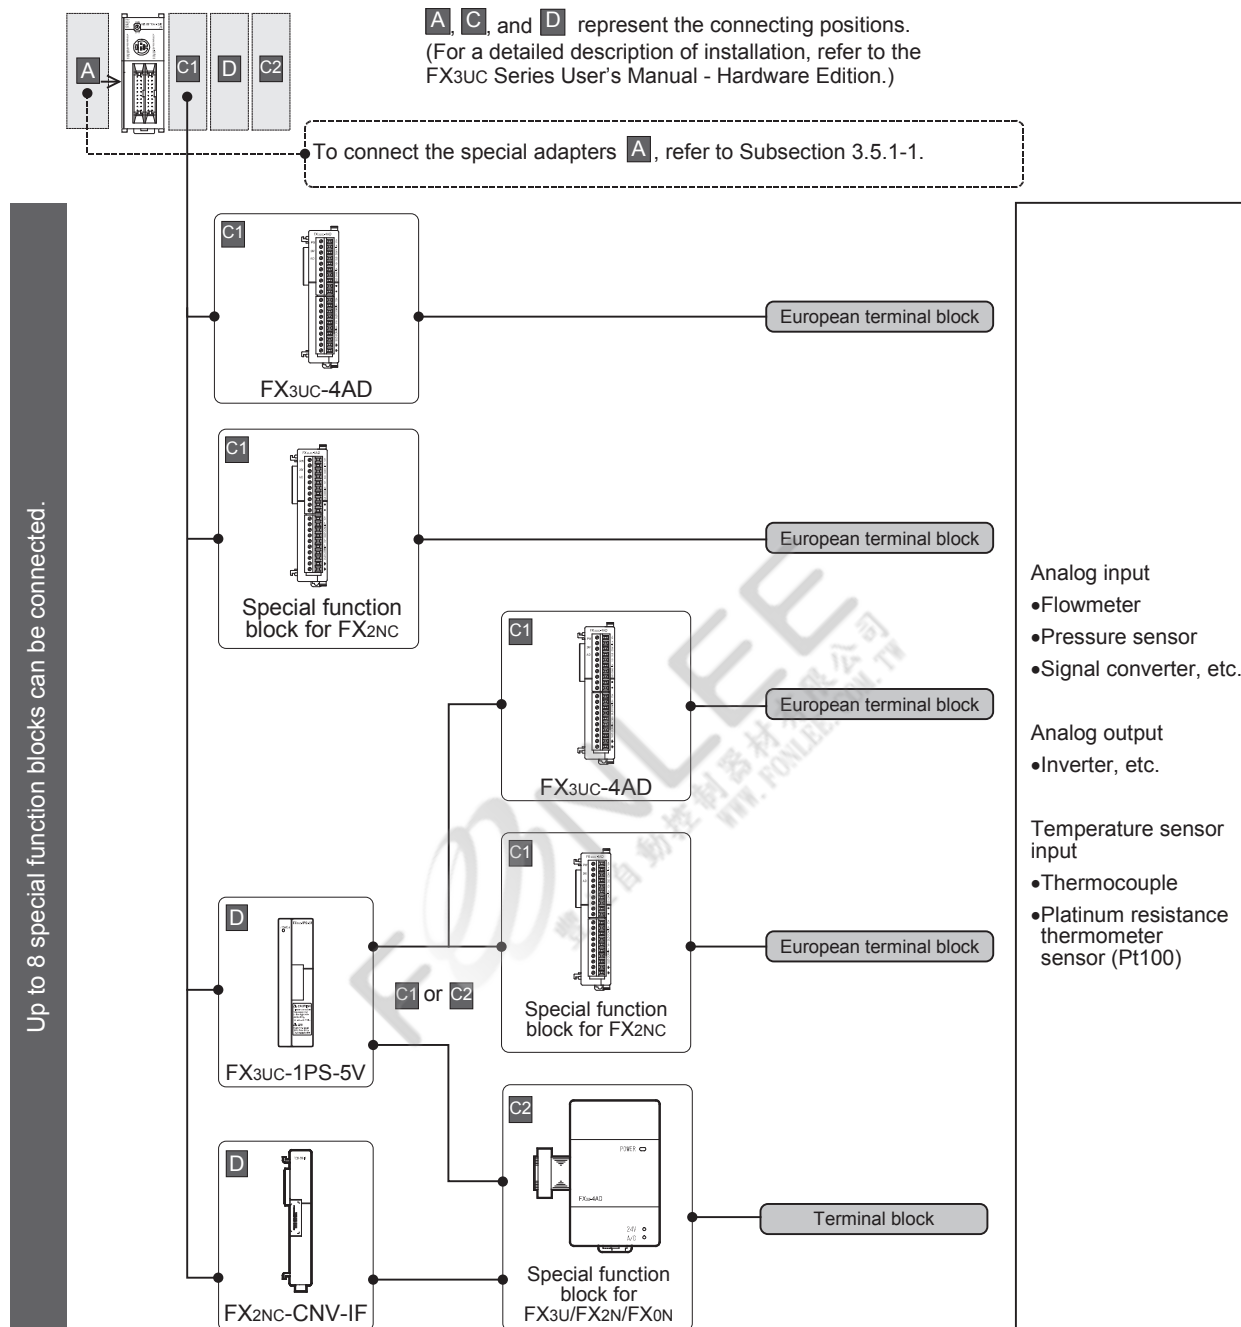 A, C, and D represent the connecting positions.
(For a detailed description of installation, refer to the
FX3UC Series User's Manual - Hardware Edition.)
A
C1
D
C2
To connect the special adapters A, refer to Subsection 3.5.1-1.
Up to 8 special function blocks can be connected.
C1
FX3UC-4AD
European terminal block
C1
Special function
block for FX2NC
European terminal block
C1
FX3UC-4AD
European terminal block
C1
Special function
block for FX2NC
European terminal block
D
FX3UC-1PS-5V
C1 or C2
D
FX2NC-CNV-IF
C2
POWER
24V
A/D
Special function
block for
FX3U/FX2N/FX0N
Terminal block
Analog input
•Flowmeter
•Pressure sensor
•Signal converter, etc.
Analog output
•Inverter, etc.
Temperature sensor
input
•Thermocouple
•Platinum resistance
thermometer
sensor (Pt100)
FONLEE
WWW.FONLEE.COM.TW